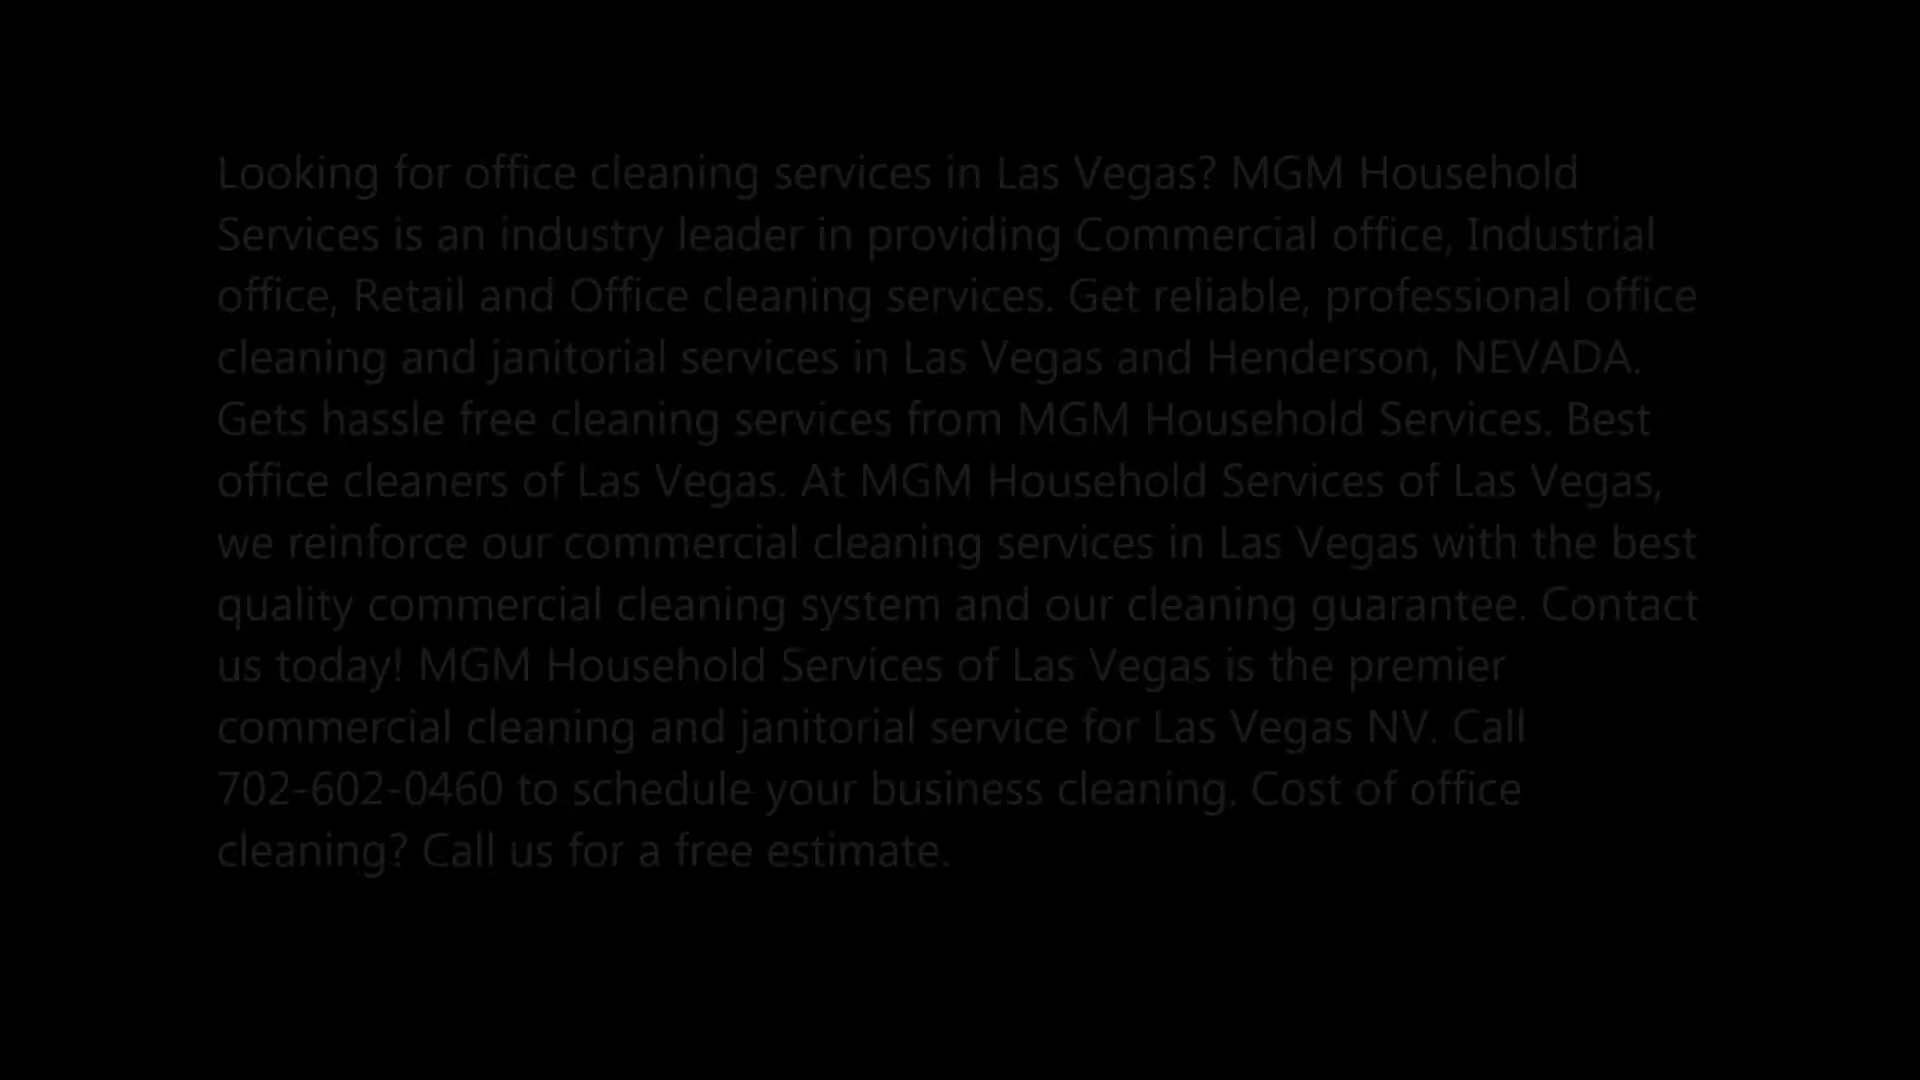 Looking for office cleaning services in Las Vegas? MGM Household
Services is an industry leader in providing Commercial office, Industrial
office, Retail and Office cleaning services. Get reliable, professional office
cleaning and janitorial services in Las Vegas and Henderson, NEVADA.
Gets hassle free cleaning services from MGM Household Services. Best
office cleaners of Las Vegas. At MGM Household Services of Las Vegas,
we reinforce our commercial cleaning services in Las Vegas with the best
quality commercial cleaning system and our cleaning guarantee. Contact
us today! MGM Household Services of Las Vegas is the premier
commercial cleaning and janitorial service for Las Vegas NV. Call
702-602-0460 to schedule your business cleaning. Cost of office
cleaning? Call us for a free estimate.